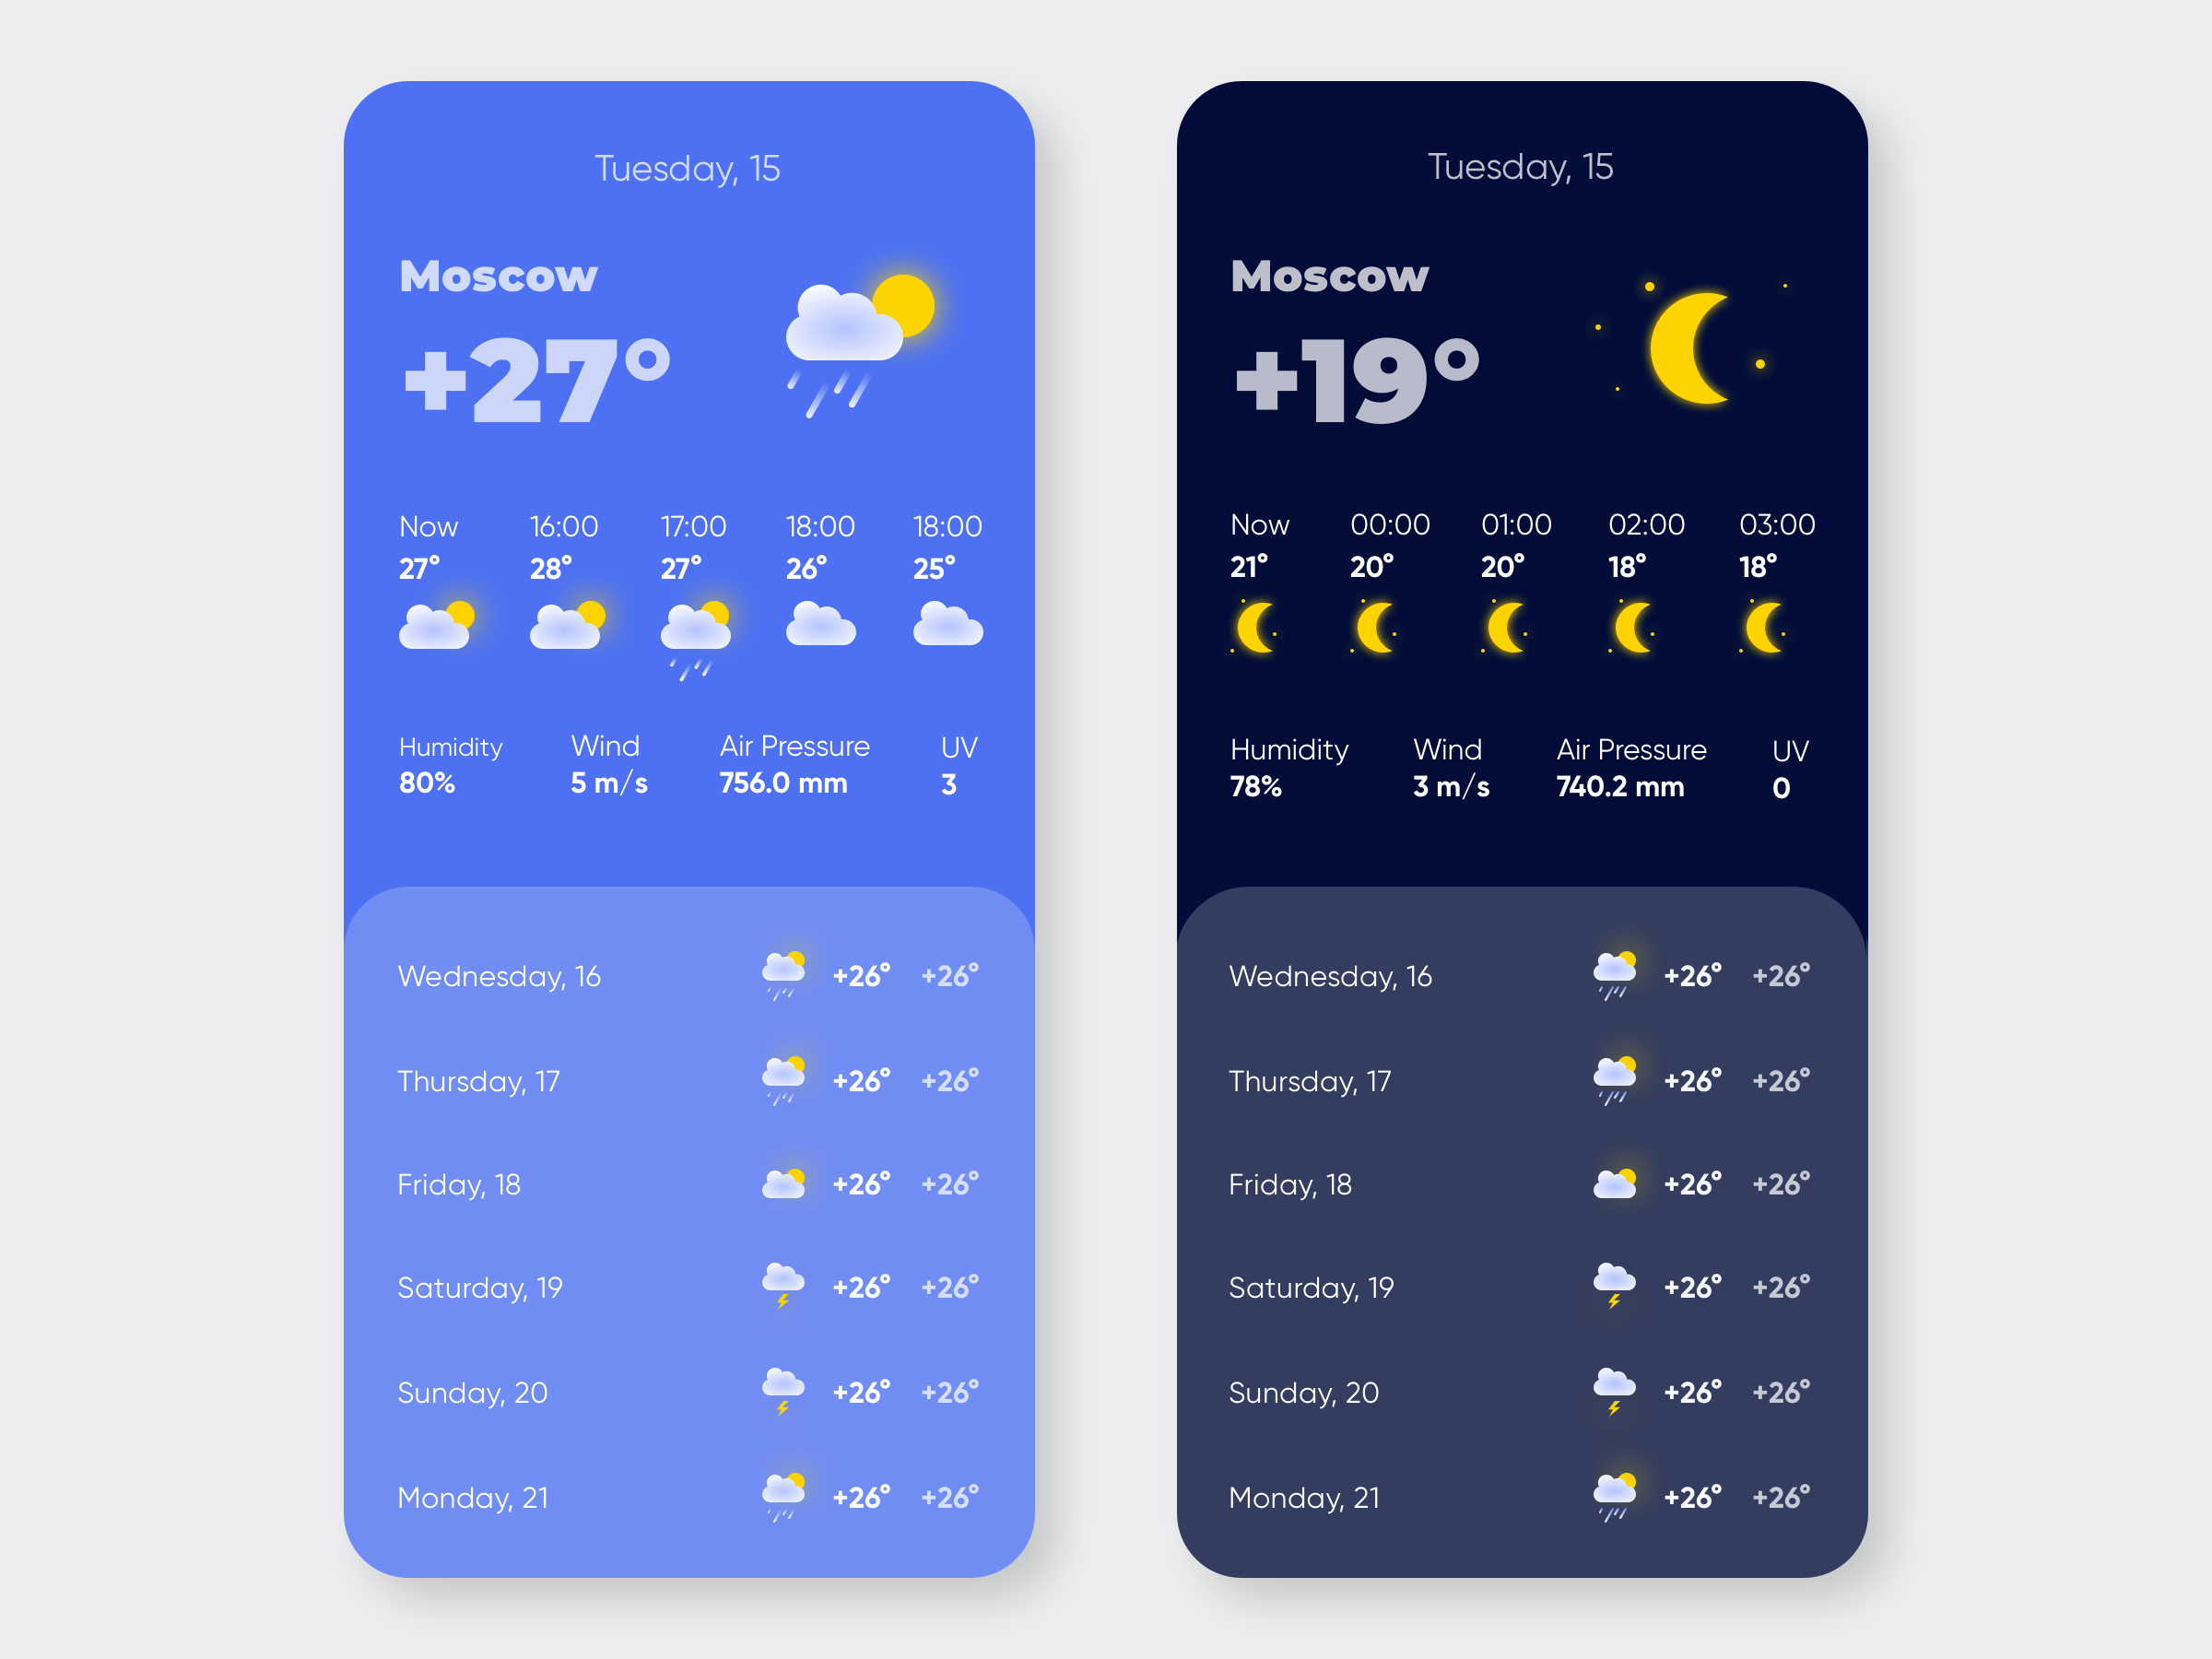 Tuesday, 15
Moscow
+27°
Now 16:00 17:00 18:00 18:00
27° 28° 27° 26° 25°
Humidity Wind Air Pressure UV
80% 5 m/s 756.0 mm 3
Wednesday, 16 +26° +26°
Thursday, 17 +26° +26°
Friday, 18 +26° +26°
Saturday, 19 +26° +26°
Sunday, 20 +26° +26°
Monday, 21 +26° +26°
Tuesday, 15
Moscow
+19°
Now 00:00 01:00 02:00 03:00
21° 20° 20° 18° 18°
Humidity Wind Air Pressure UV
78% 3 m/s 740.2 mm 0
Wednesday, 16 +26° +26°
Thursday, 17 +26° +26°
Friday, 18 +26° +26°
Saturday, 19 +26° +26°
Sunday, 20 +26° +26°
Monday, 21 +26° +26°